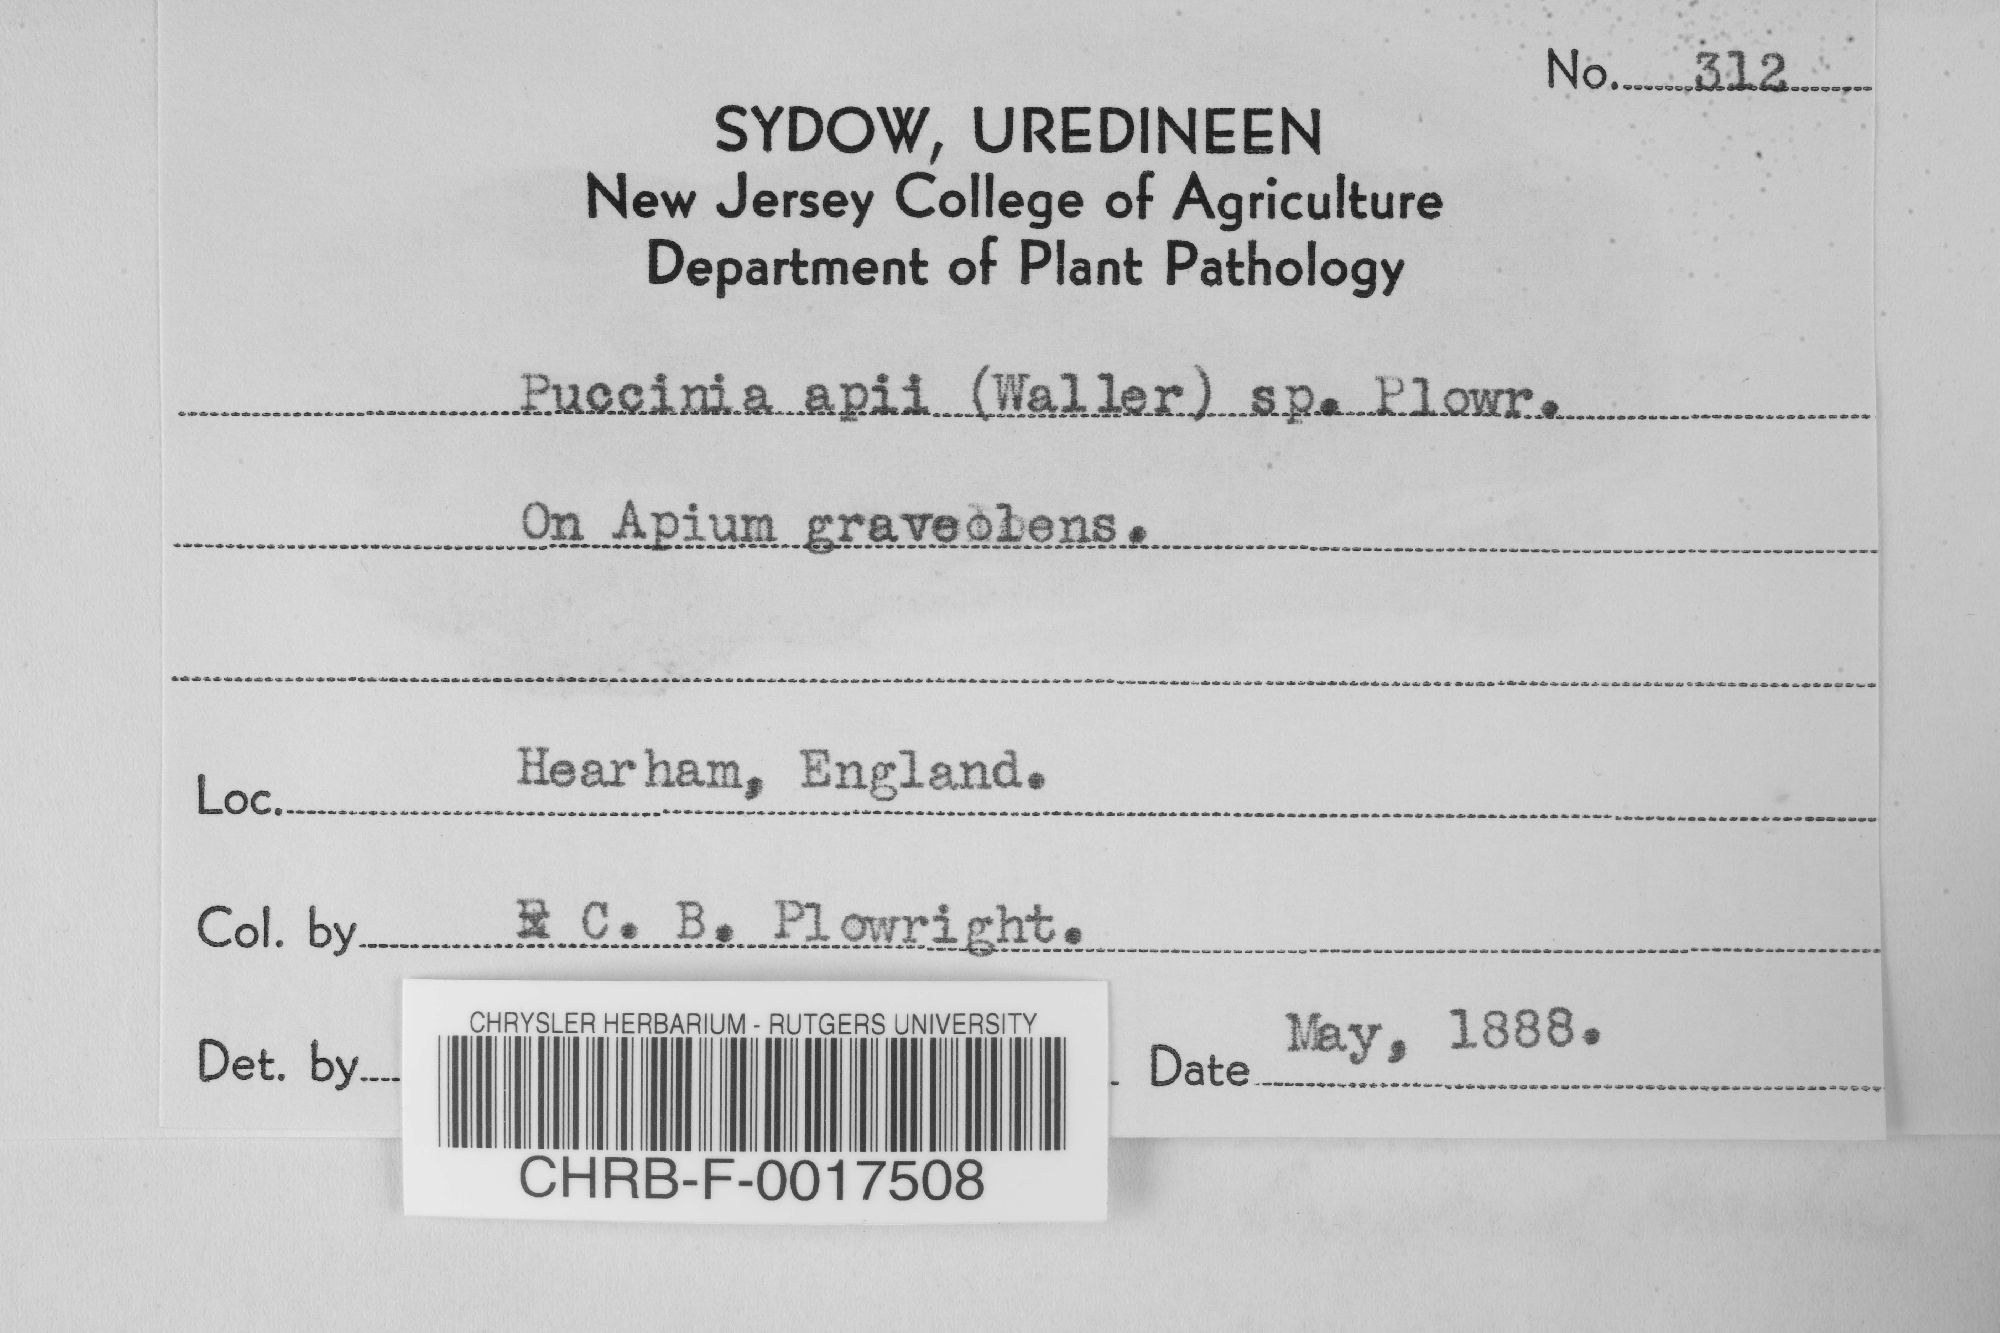 No. 312
SYDOW, UREDINEEN
New Jersey College of Agriculture
Department of Plant Pathology
Puccinia apii (Waller) sp. Plowr.
On Apium graveolens.
Loc. Hearham, England.
Col. by C. B. Plowright.
Det. by
Date May, 1888.
CHRYSLER HERBARIUM - RUTGERS UNIVERSITY
CHRB-F-0017508